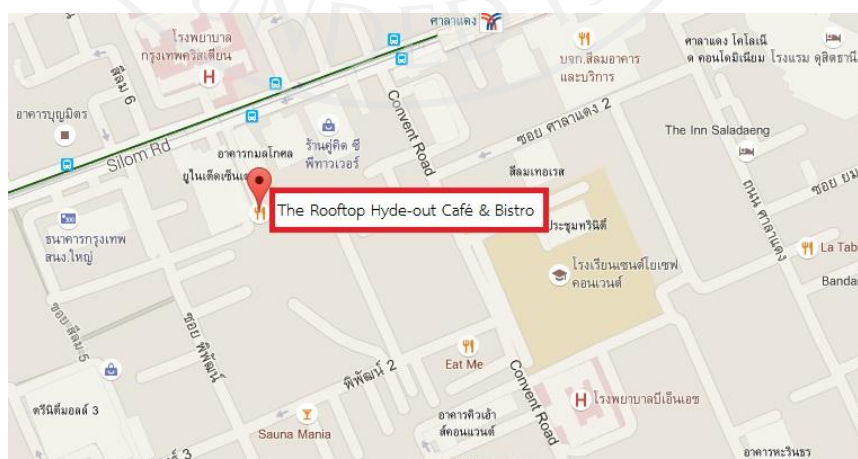 ศาลาแดง
โรงพยาบาล
กรุงเทพคริสเตียน
สีลม 6
บจก.สีลมอาคาร
และบริการ
ศาลาแดง โคโลเนี
ด คอนโดมิเนียม
โรงแรม ดุสิตธานี
อาคารบุญมิตร
Silom Rd
อาคารกมลโกศล
ร้านคู่คิด ซี
พีทาวเวอร์
Convent Road
ซอย ศาลาแดง 2
The Inn Saladaeng
สีลมเทอเรส
ถนน ศาลาแดง
The Rooftop Hyde-out Café & Bistro
ประชุมทรินิตี้
ธนาคารกรุงเทพ
สนง.ใหญ่
โรงเรียนเซนต์โยเซฟ
คอนเวนต์
La Tab
Banda
ซอย สีลม 5
ซอย พิพัฒน์
พิพัฒน์ 2
Eat Me
Convent Road
โรงพยาบาลบีเอ็นเอช
ตรีนิตี้มอลล์ 3
Sauna Mania
อาคารคิวเฮ้า
ส์คอนแวนต์
อาคารหะรินธร